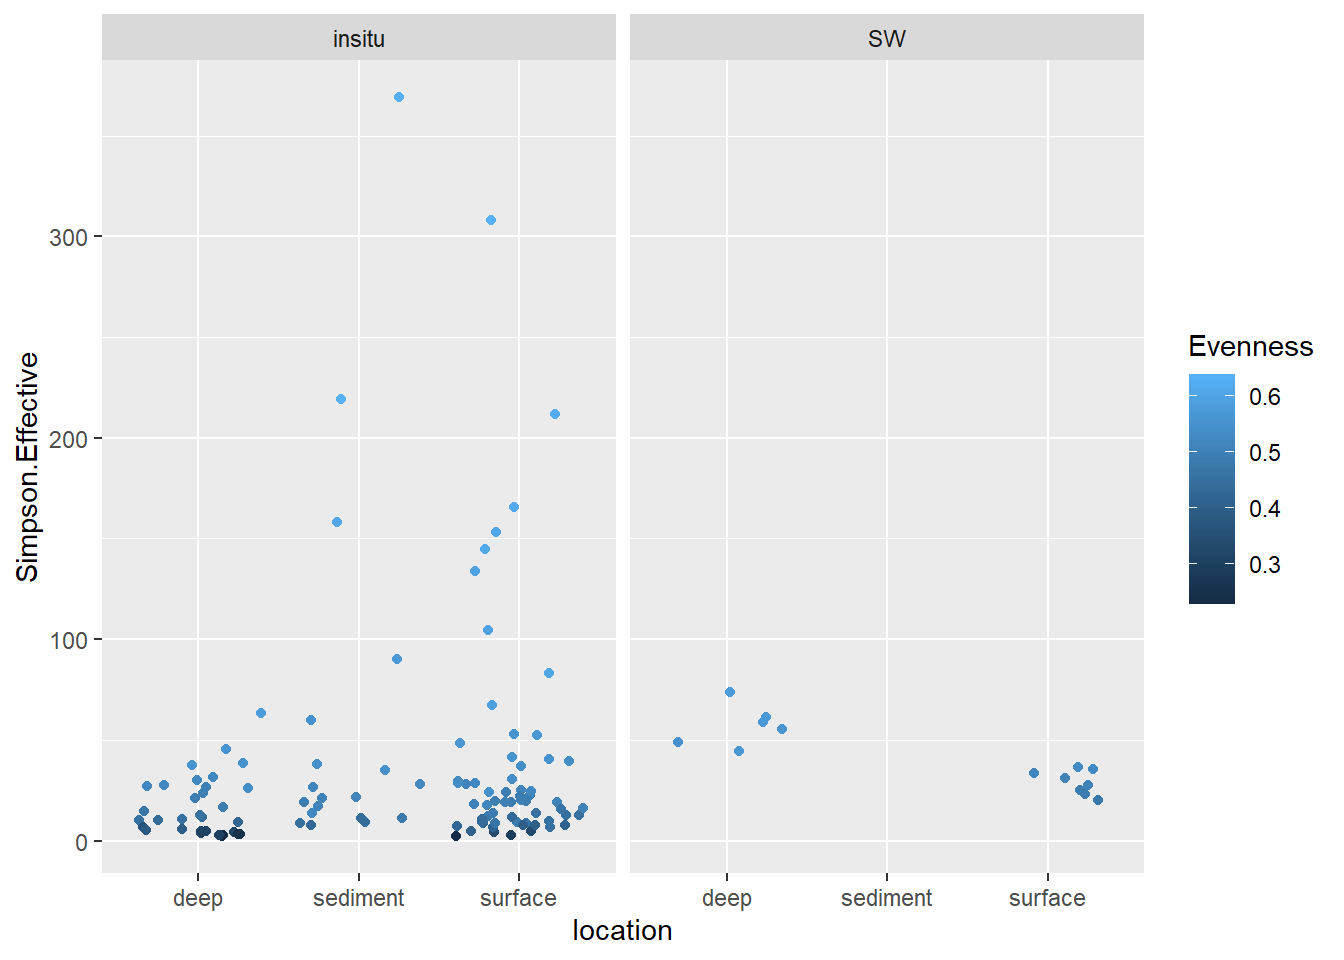 insitu
SW
300
200
100
0
Simpson.Effective
deep
sediment
surface
deep
sediment
surface
location
Evenness
0.6
0.5
0.4
0.3